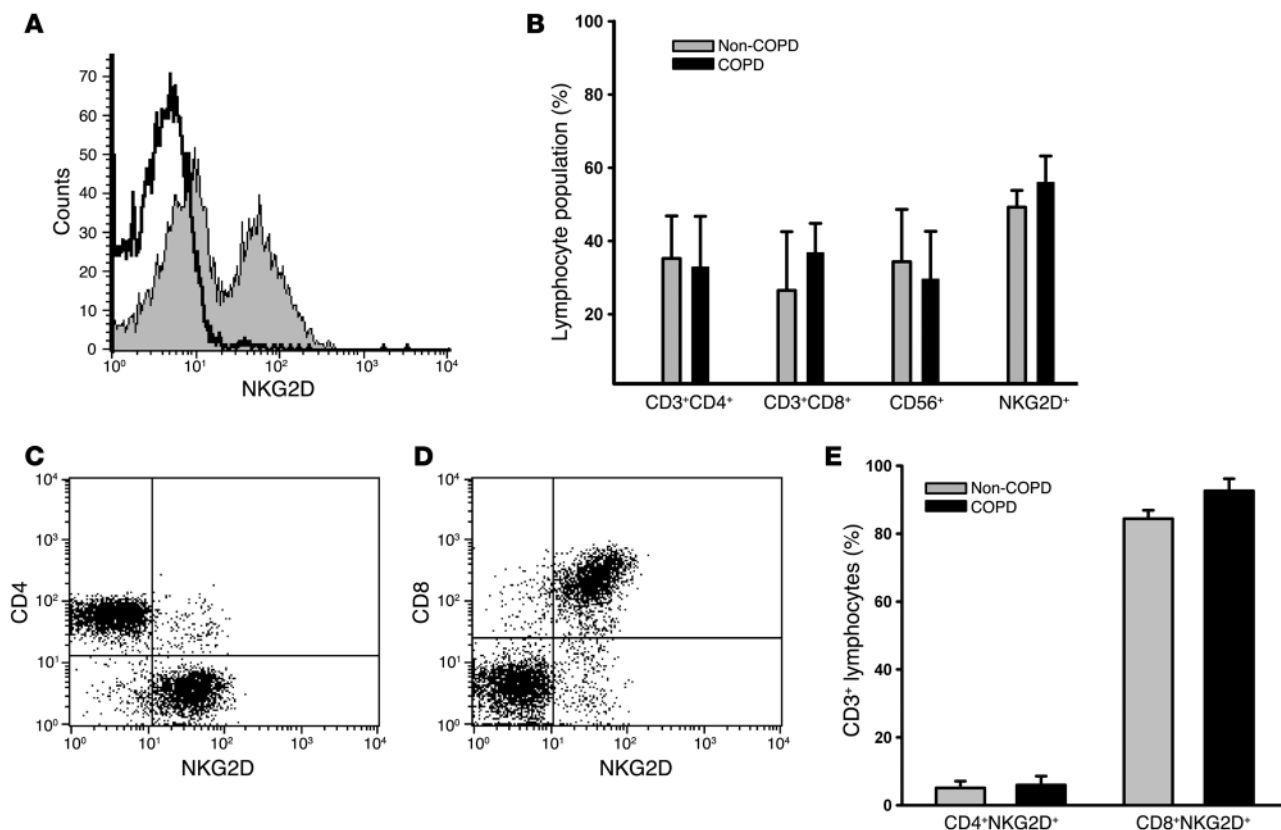 A
70
60
50
40
30
20
10
0
Counts
10⁰ 10¹ 10² 10³ 10⁴
NKG2D
B
Non-COPD
COPD
100
80
60
40
20
Lymphocyte population (%)
CD3⁺CD4⁺ CD3⁺CD8⁺ CD56⁺ NKG2D⁺
C
10⁴
10³
10²
10¹
10⁰
CD4
10⁰ 10¹ 10² 10³ 10⁴
NKG2D
D
10⁴
10³
10²
10¹
10⁰
CD8
10⁰ 10¹ 10² 10³ 10⁴
NKG2D
E
Non-COPD
COPD
100
80
60
40
20
0
CD3⁺ lymphocytes (%)
CD4⁺NKG2D⁺ CD8⁺NKG2D⁺